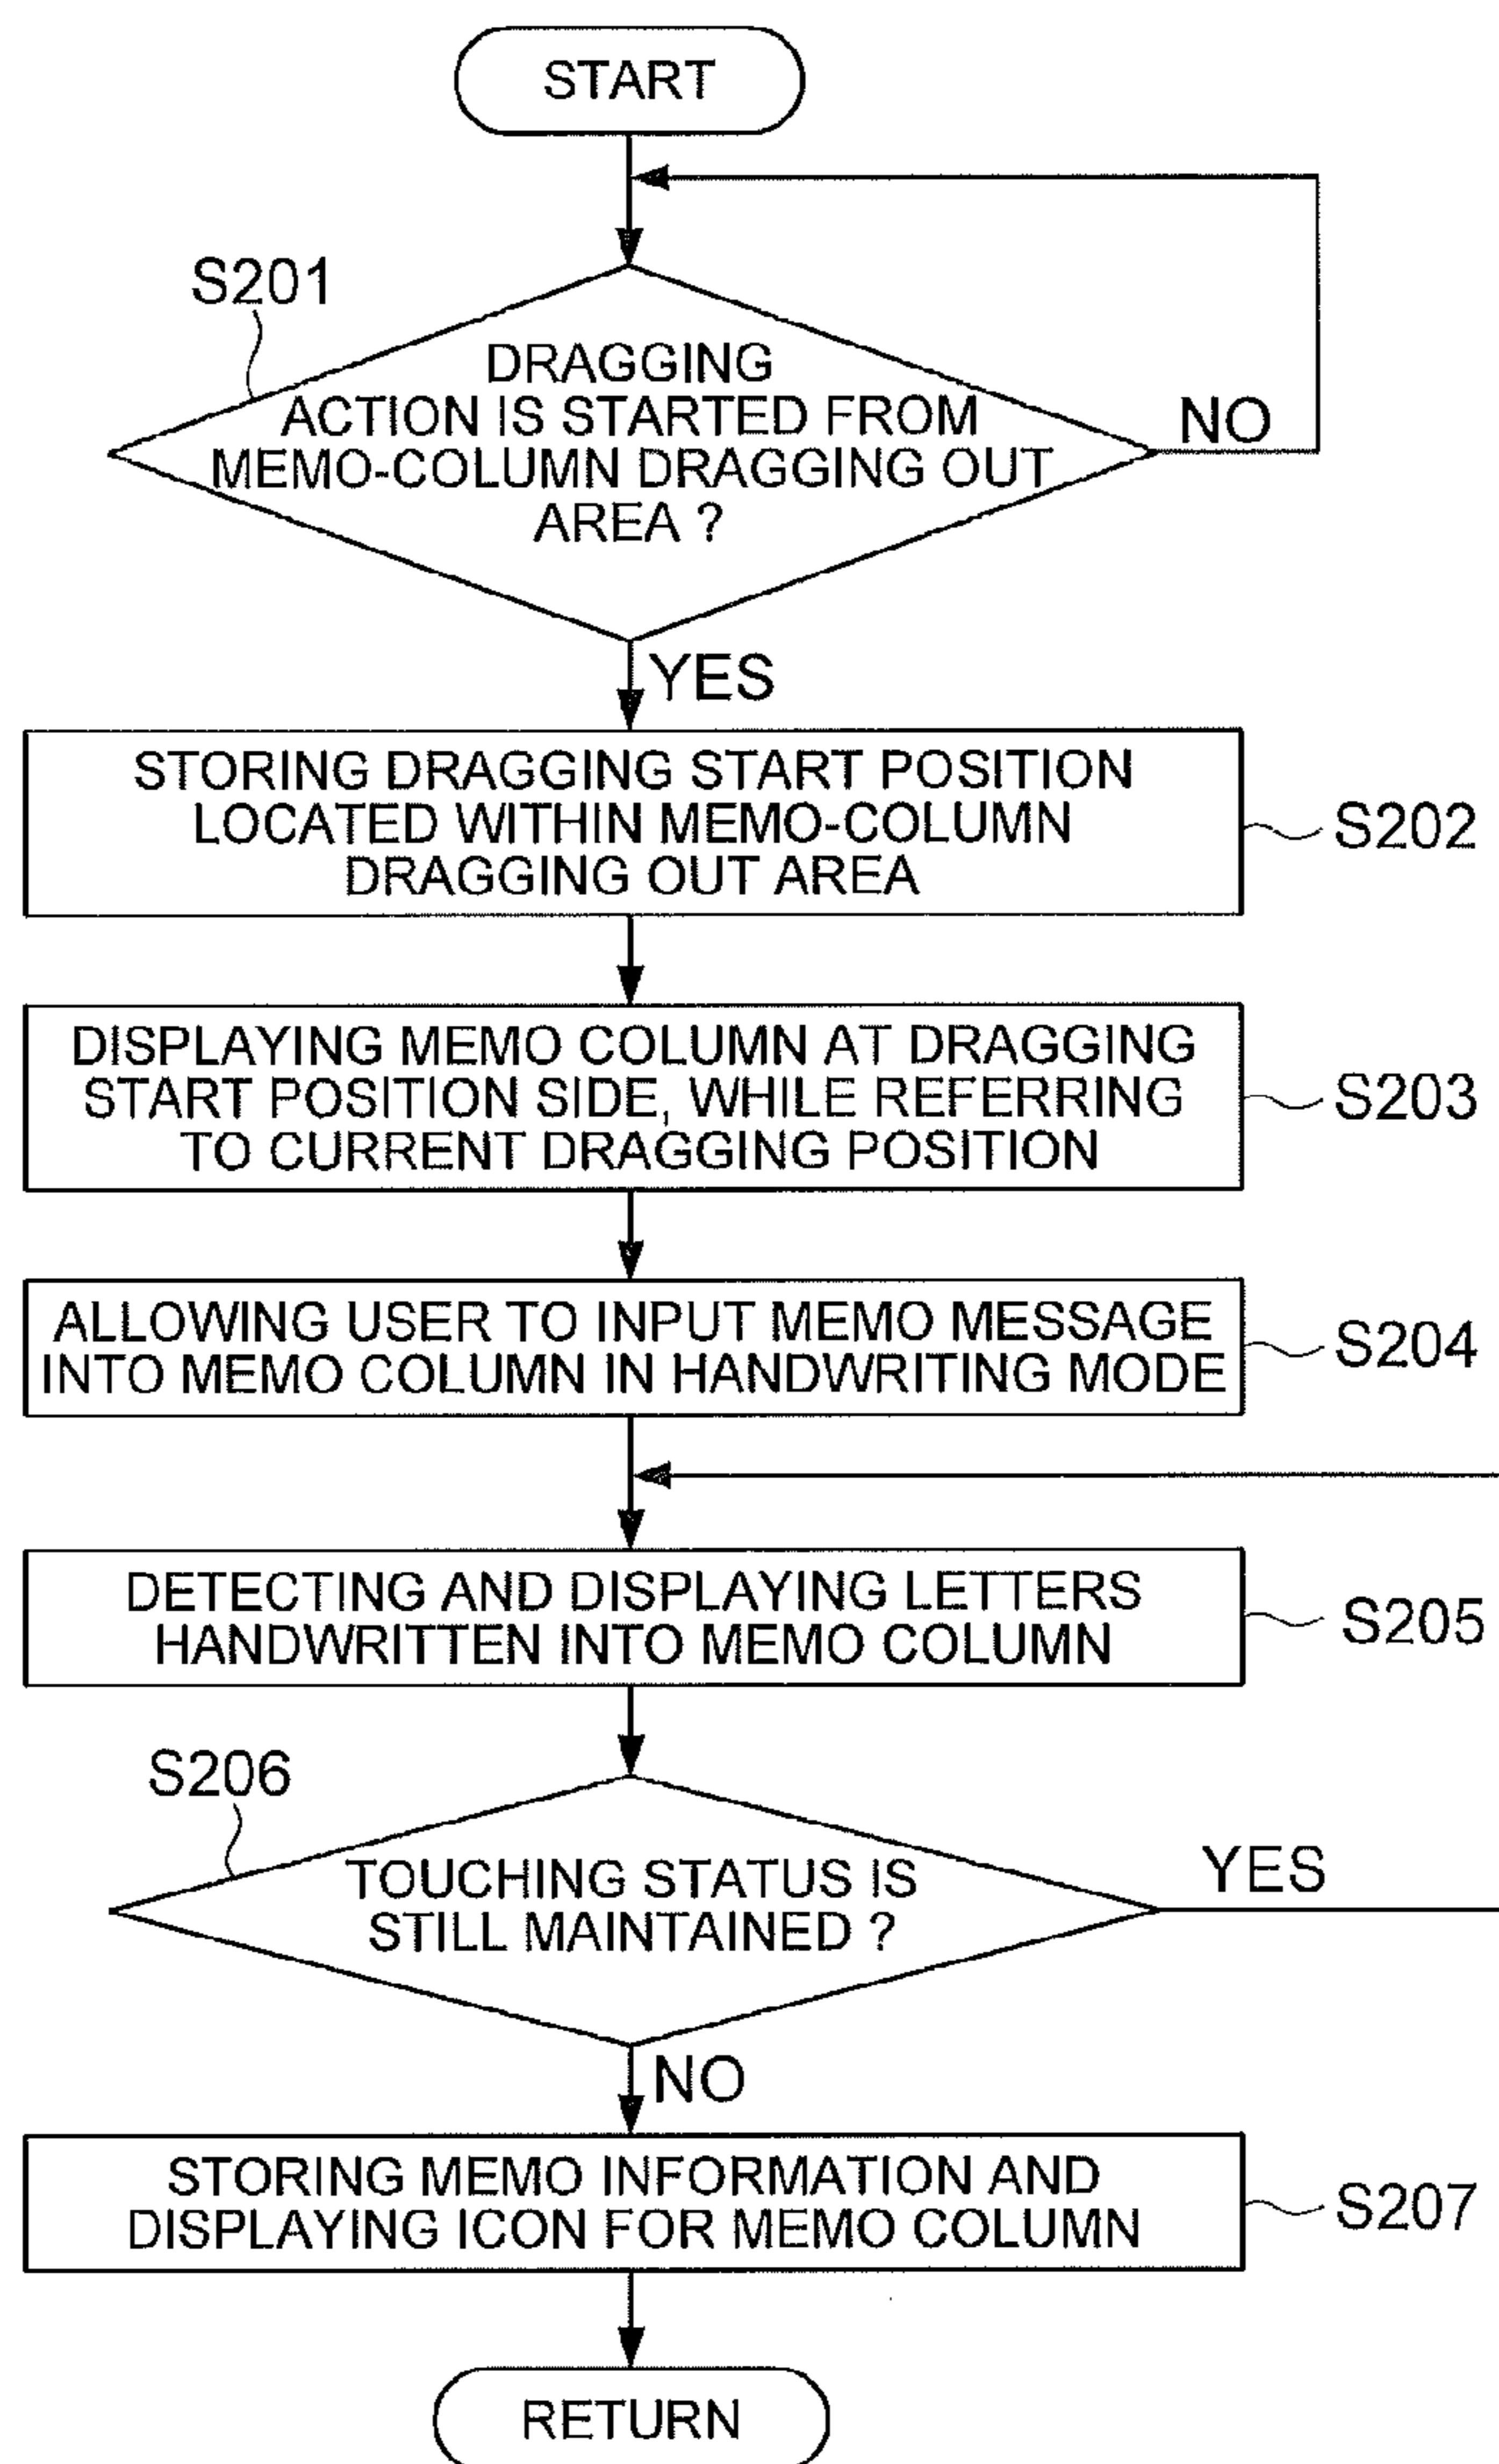 START
S201
DRAGGING
ACTION IS STARTED FROM
MEMO-COLUMN DRAGGING OUT
AREA ?
NO
YES
STORING DRAGGING START POSITION
LOCATED WITHIN MEMO-COLUMN
DRAGGING OUT AREA
S202
DISPLAYING MEMO COLUMN AT DRAGGING
START POSITION SIDE, WHILE REFERRING
TO CURRENT DRAGGING POSITION
S203
ALLOWING USER TO INPUT MEMO MESSAGE
INTO MEMO COLUMN IN HANDWRITING MODE
S204
DETECTING AND DISPLAYING LETTERS
HANDWRITTEN INTO MEMO COLUMN
S205
S206
TOUCHING STATUS IS
STILL MAINTAINED ?
YES
NO
STORING MEMO INFORMATION AND
DISPLAYING ICON FOR MEMO COLUMN
S207
RETURN